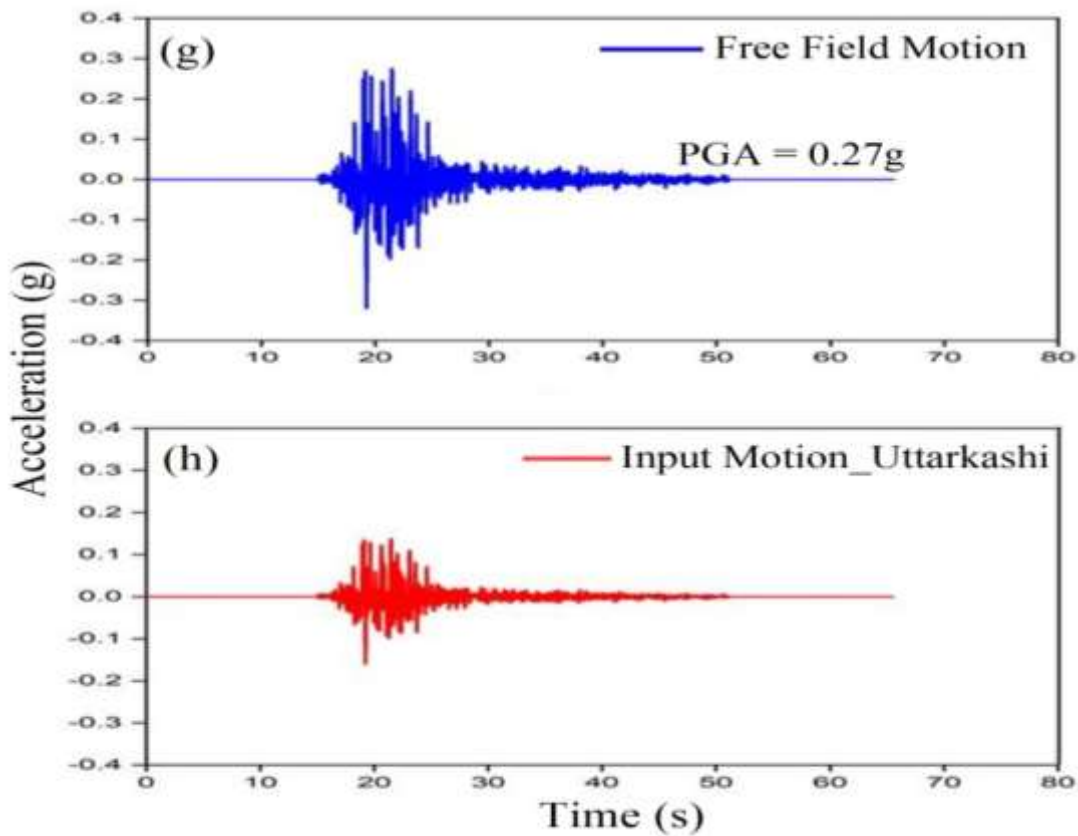 0.4
(g)
Free Field Motion
0.3
0.2
0.1
PGA = 0.27g
0.0
-0.1
-0.2
-0.3
-0.4
0 10 20 30 40 50 60 70 80
Acceleration (g)
0.4
(h)
Input Motion_Uttarkashi
0.3
0.2
0.1
0.0
-0.1
-0.2
-0.3
-0.4
0 10 20 30 40 50 60 70 80
Time (s)